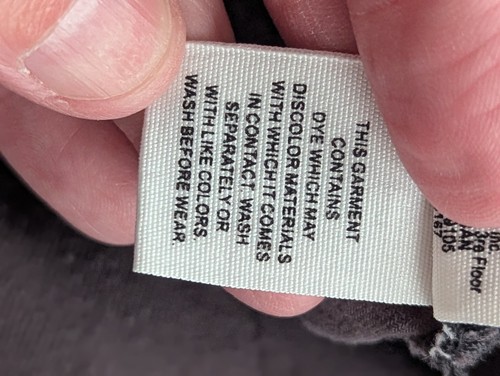 THIS GARMENT
CONTAINS
DYE WHICH MAY
DISCOLOR MATERIALS
WITH WHICH IT COMES
IN CONTACT. WASH
SEPARATELY OR
WITH LIKE COLORS.
WASH BEFORE WEAR.
Floor